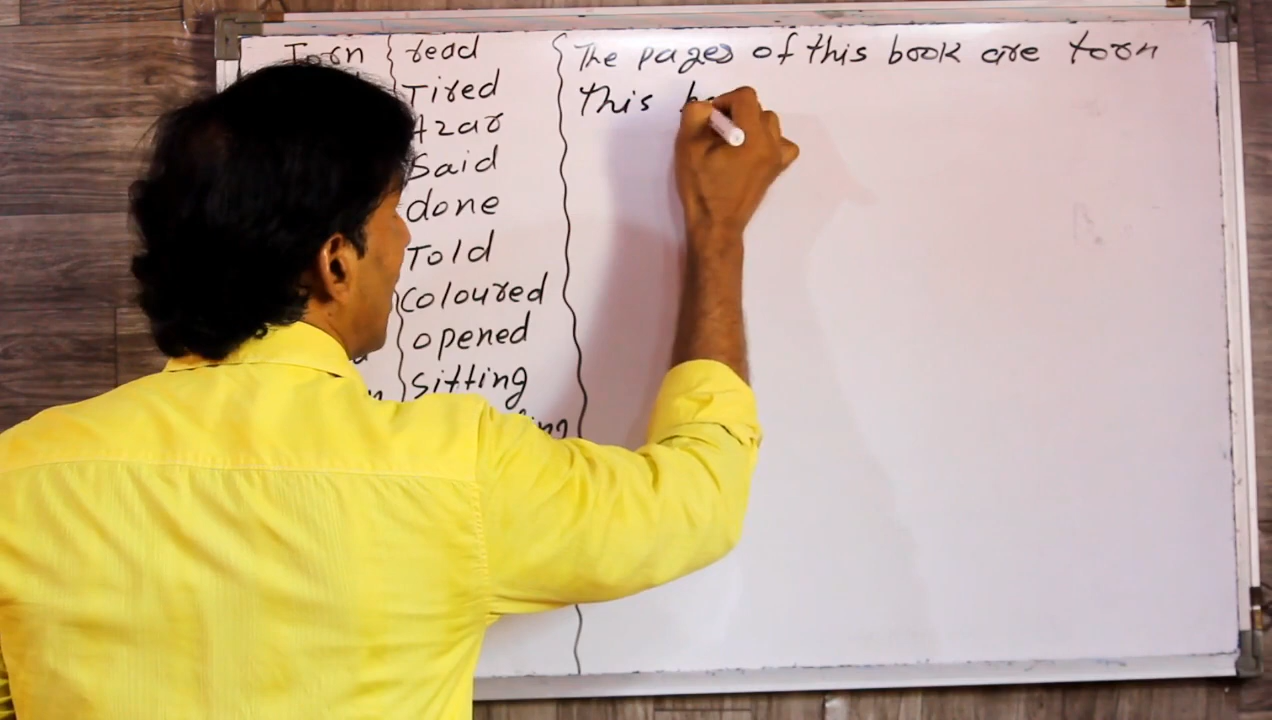 Torn
read
Tired
Azar
Said
done
Told
Coloured
opened
Sitting
The pages of this book are torn
this